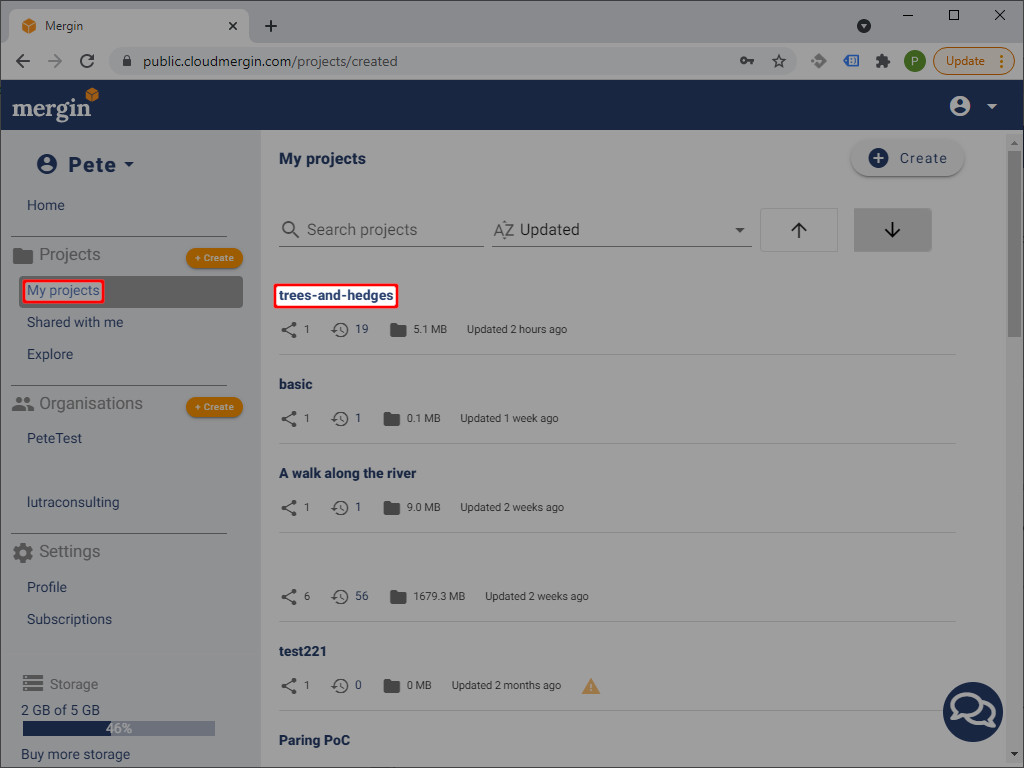 Mergin
public.cloudmergin.com/projects/created
P
Update
mergin
Pete
Home
Projects
+ Create
My projects
Shared with me
Explore
Organisations
+ Create
PeteTest
lutraconsulting
Settings
Profile
Subscriptions
Storage
2 GB of 5 GB
46%
Buy more storage
My projects
Create
Search projects
AZ Updated
trees-and-hedges
1 19 5.1 MB Updated 2 hours ago
basic
1 1 0.1 MB Updated 1 week ago
A walk along the river
1 1 9.0 MB Updated 2 weeks ago
6 56 1679.3 MB Updated 2 weeks ago
test221
1 0 0 MB Updated 2 months ago
Paring PoC